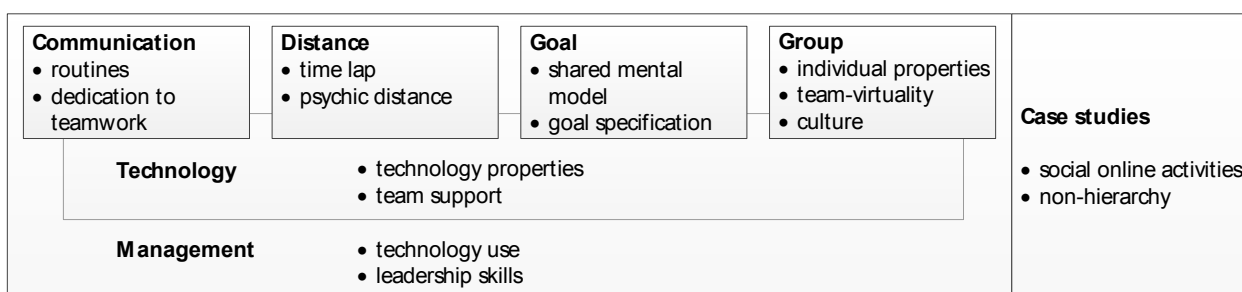 Communication
• routines
• dedication to
teamwork
Distance
• time lap
• psychic distance
Goal
• shared mental
model
• goal specification
Group
• individual properties
• team-virtuality
• culture
Technology
• technology properties
• team support
Management
• technology use
• leadership skills
Case studies
• social online activities
• non-hierarchy